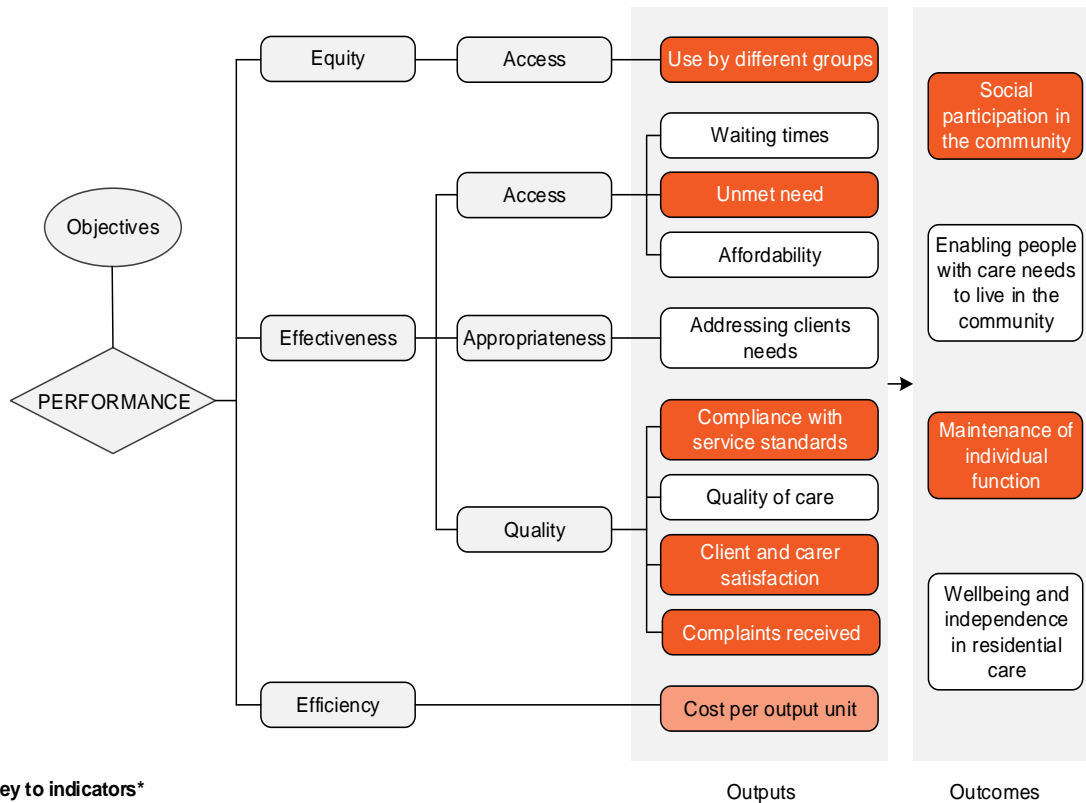 Objectives
PERFORMANCE
Equity
Access
Use by different groups
Effectiveness
Access
Waiting times
Unmet need
Affordability
Appropriateness
Addressing clients
needs
Quality
Compliance with
service standards
Quality of care
Client and carer
satisfaction
Complaints received
Efficiency
Cost per output unit
Social
participation in
the community
Enabling people
with care needs
to live in the
community
Maintenance of
individual
function
Wellbeing and
independence
in residential
care
ey to indicators*
Outputs
Outcomes